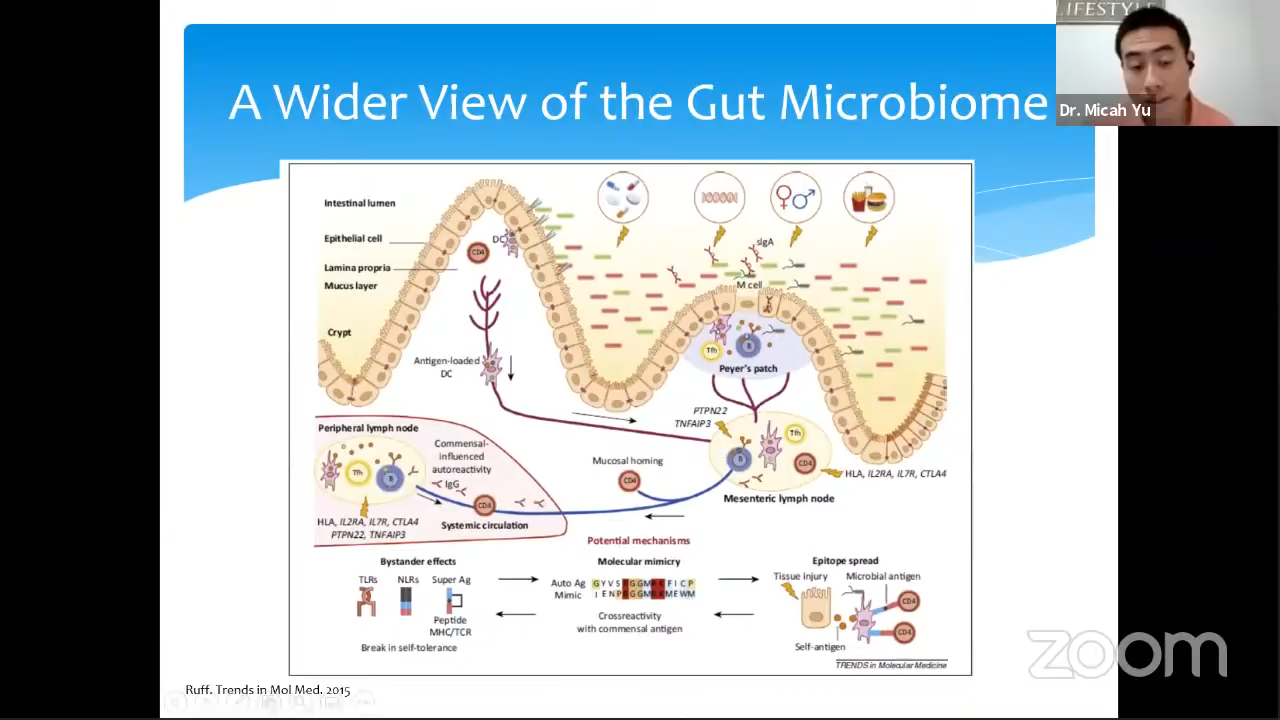 LIFESTYLE
Dr. Micah Yu
A Wider View of the Gut Microbiome
Intestinal lumen
Epithelial cell
Lamina propria
Mucus layer
Crypt
CD4
DC
sIgA
M cell
Tfh
B
Peyer's patch
Antigen-loaded
DC
PTPN22
TNFAIP3
Peripheral lymph node
Commensal-
influenced
autoreactivity
IgG
Tfh
B
CD4
Systemic circulation
HLA, IL2RA, IL7R, CTLA4
PTPN22, TNFAIP3
Mucosal homing
CD4
B
Tfh
CD4
HLA, IL2RA, IL7R, CTLA4
Mesenteric lymph node
Potential mechanisms
Bystander effects
TLRs NLRs Super Ag
Peptide
MHC/TCR
Break in self-tolerance
Molecular mimicry
Auto Ag
Mimic
Crossreactivity
with commensal antigen
Epitope spread
Tissue injury Microbial antigen
CD4
CD4
Self-antigen
TRENDS in Molecular Medicine
Ruff. Trends in Mol Med. 2015
zoom